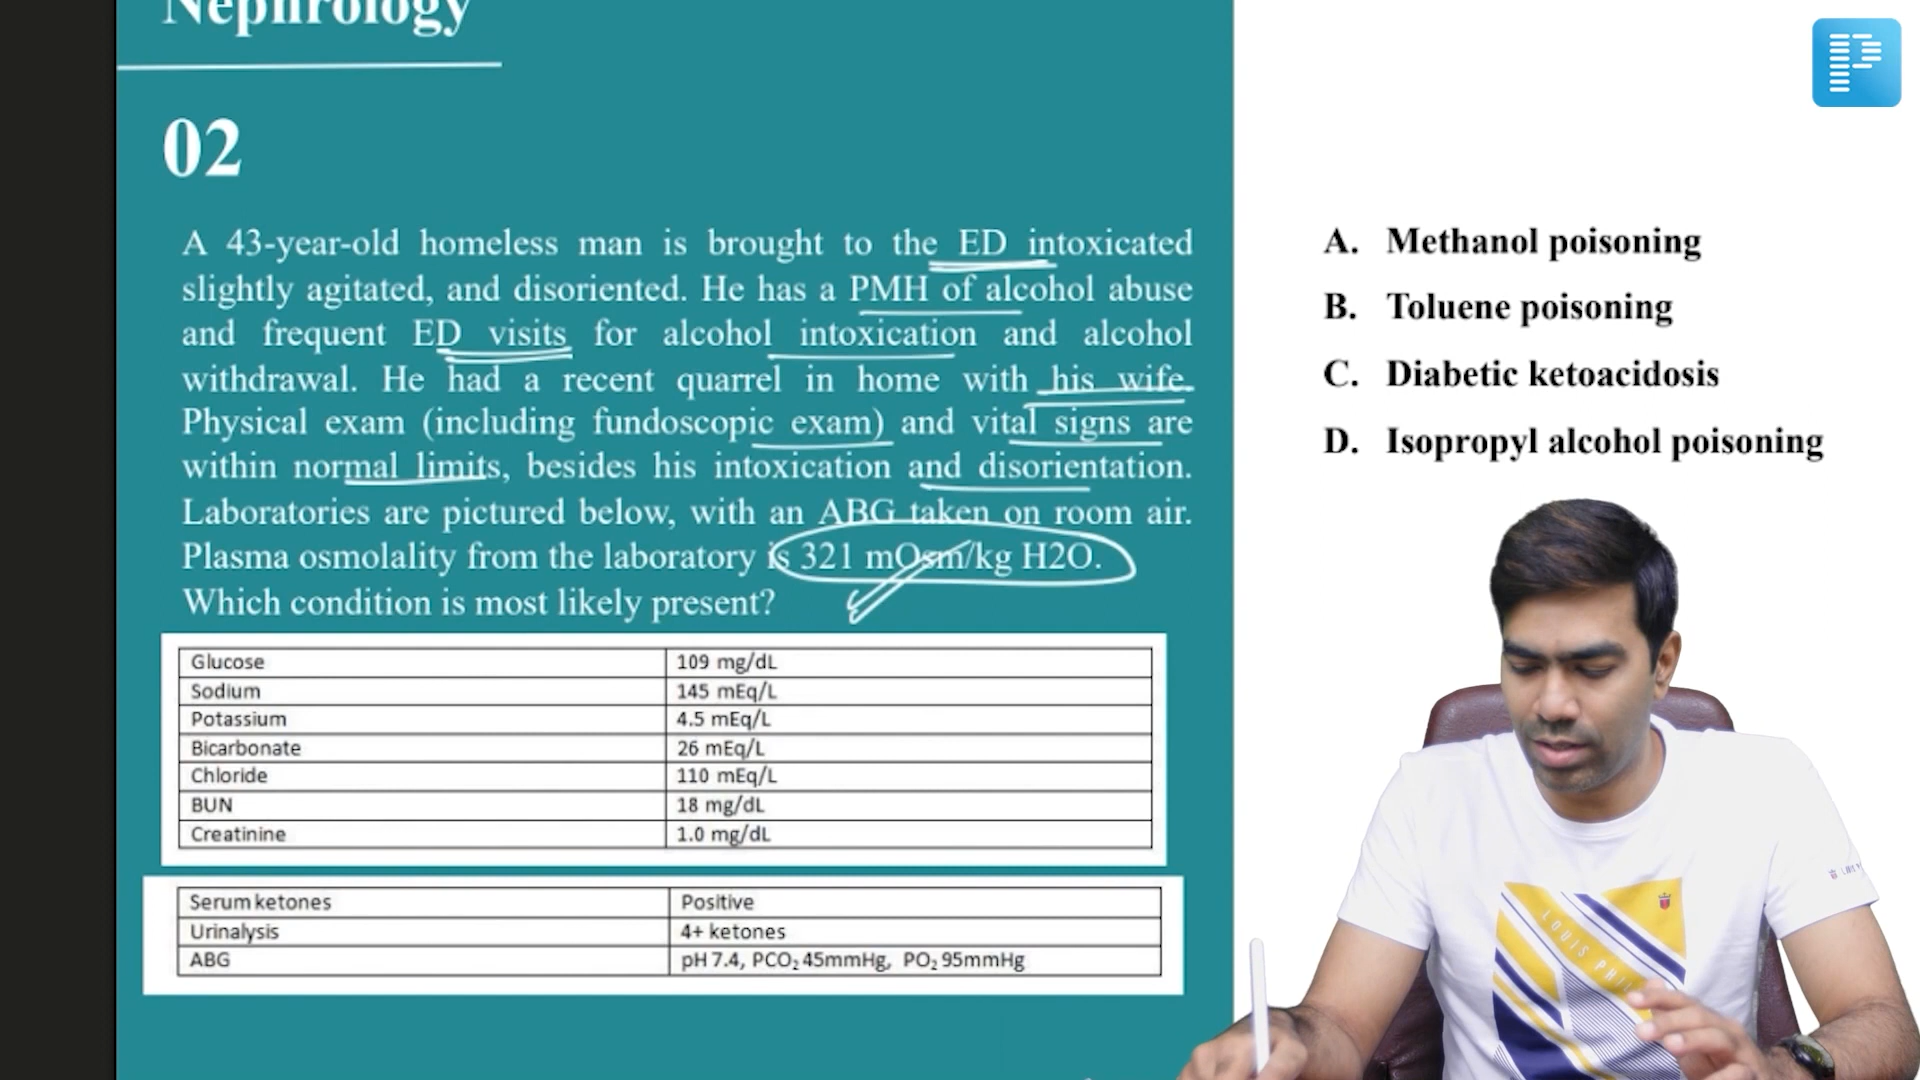 Nephrology
02
A 43-year-old homeless man is brought to the ED intoxicated
slightly agitated, and disoriented. He has a PMH of alcohol abuse
and frequent ED visits for alcohol intoxication and alcohol
withdrawal. He had a recent quarrel in home with his wife.
Physical exam (including fundoscopic exam) and vital signs are
within normal limits, besides his intoxication and disorientation.
Laboratories are pictured below, with an ABG taken on room air.
Plasma osmolality from the laboratory is 321 mOsm/kg H2O.
Which condition is most likely present?
Glucose 109 mg/dL
Sodium 145 mEq/L
Potassium 4.5 mEq/L
Bicarbonate 26 mEq/L
Chloride 110 mEq/L
BUN 18 mg/dL
Creatinine 1.0 mg/dL
Serum ketones Positive
Urinalysis 4+ ketones
ABG pH 7.4, PCO₂ 45mmHg, PO₂ 95mmHg
A. Methanol poisoning
B. Toluene poisoning
C. Diabetic ketoacidosis
D. Isopropyl alcohol poisoning
P
LOUIS